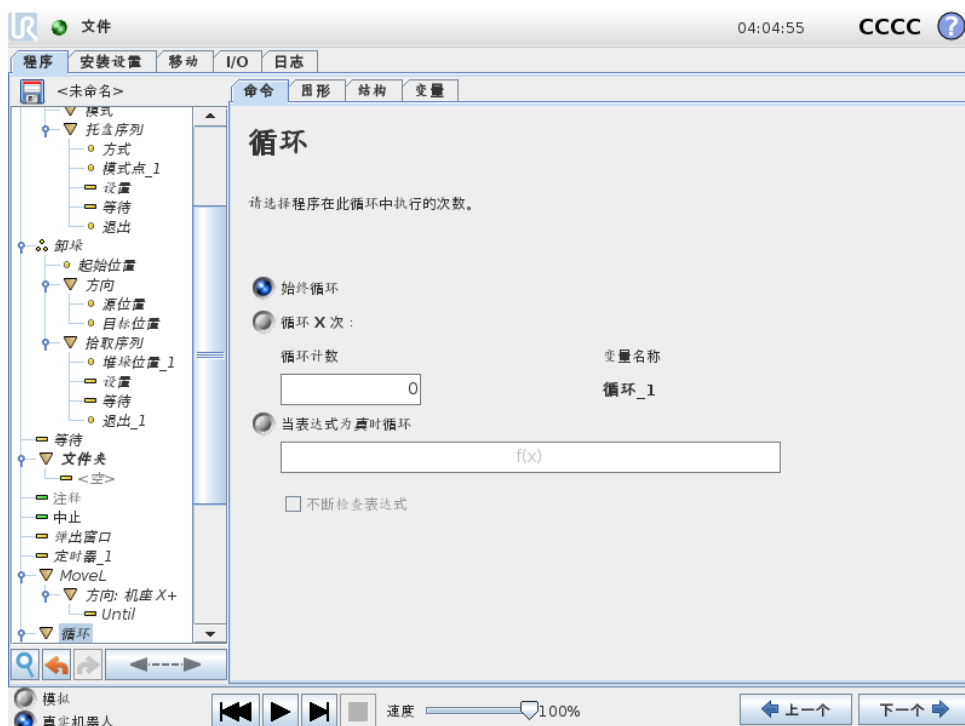 UR 文件 04:04:55 CCCC ?
程序 安装设置 移动 I/O 日志
<未命名> 命令 图形 结构 变量
模式
托盘序列
方式
模式点_1
设置
等待
退出
卸垛
起始位置
方向
源位置
目标位置
拾取序列
堆垛位置_1
设置
等待
退出_1
等待
文件夹
<空>
注释
中止
弹出窗口
定时器_1
MoveL
方向: 机座 X+
Until
循环
循环
请选择程序在此循环中执行的次数。
始终循环
循环 X 次：
循环计数 变量名称
0 循环_1
当表达式为真时循环
f(x)
不断检查表达式
模拟
真实机器人
速度 100%
上一个 下一个